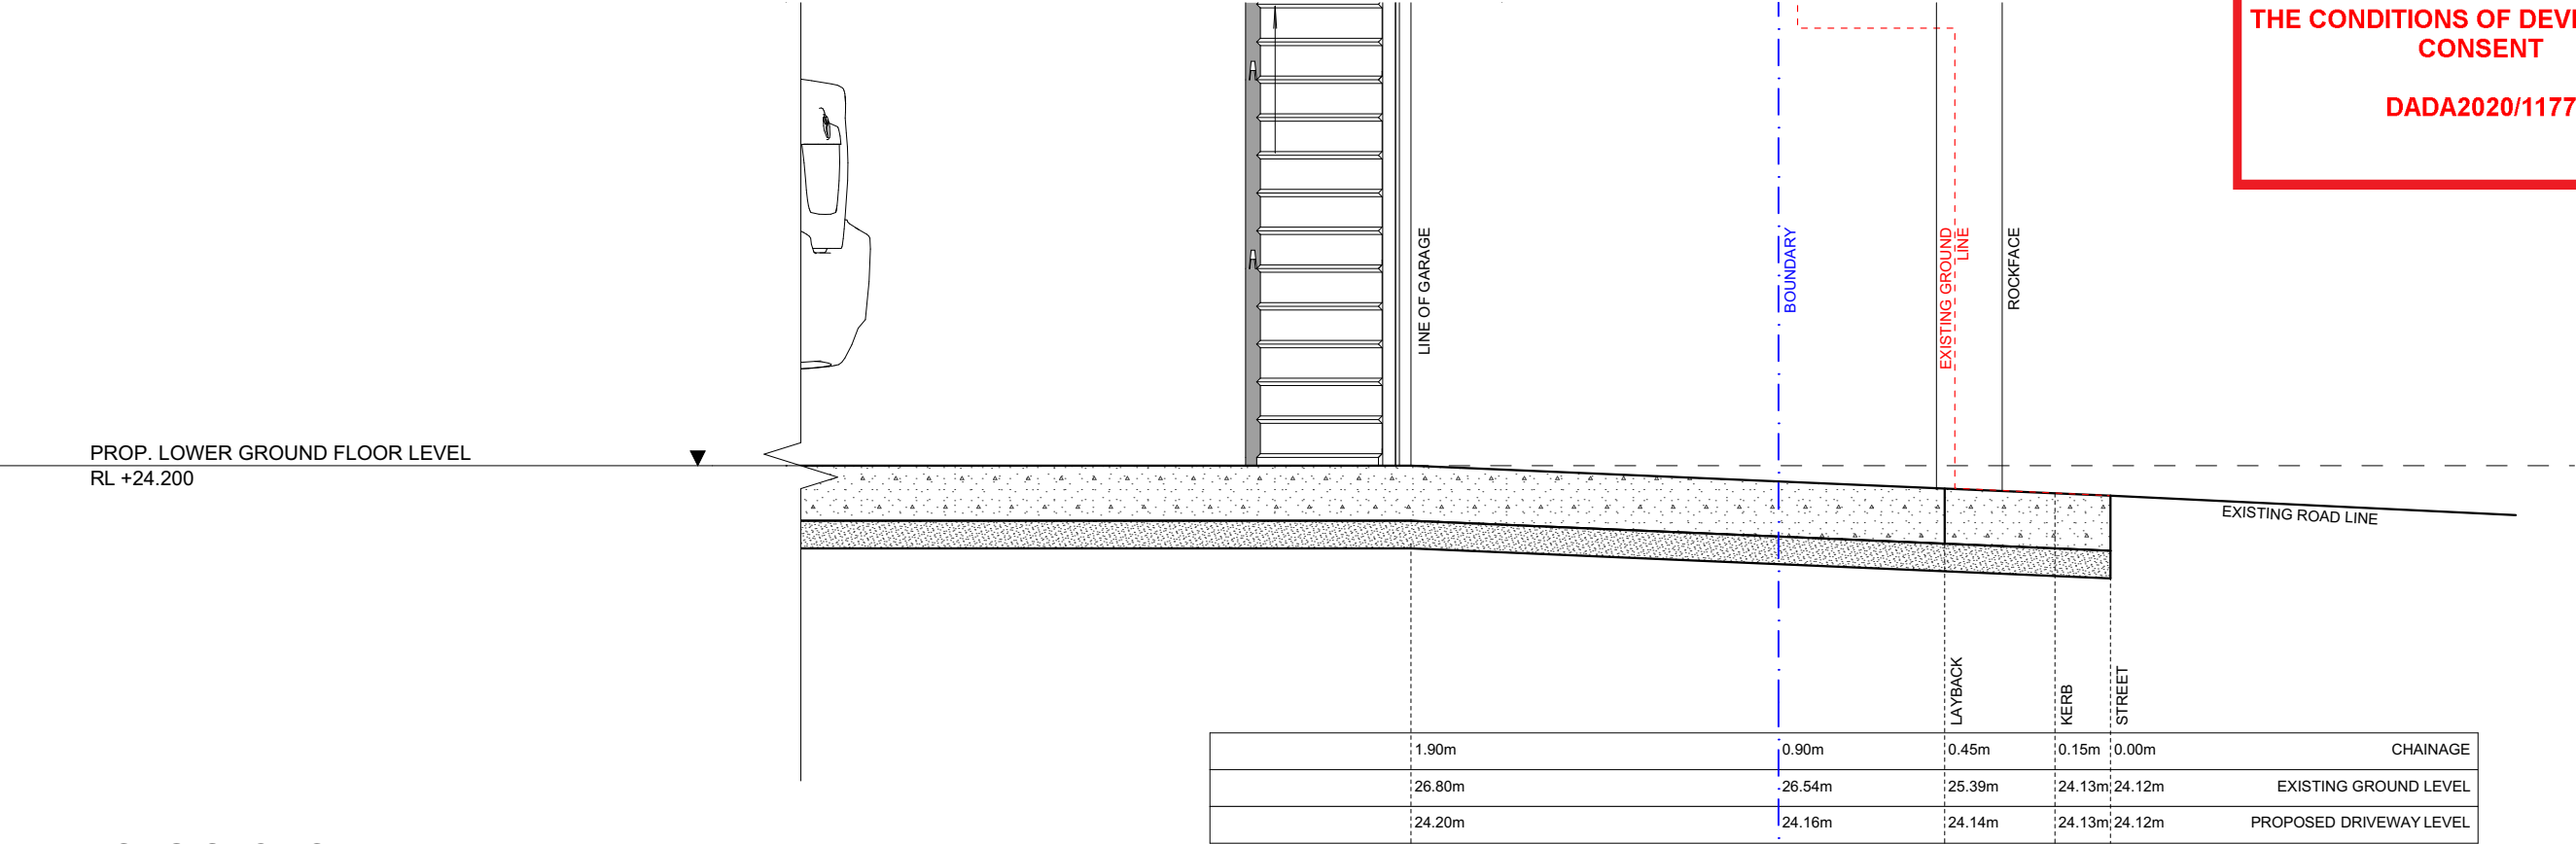 THE CONDITIONS OF
CONSENT
DADA2020/1177
LINE OF GARAGE
BOUNDARY
EXISTING GROUND
LINE
ROCKFACE
PROP. LOWER GROUND FLOOR LEVEL
RL +24.200
EXISTING ROAD LINE
LAYBACK
KERB
STREET
1.90m 0.90m 0.45m 0.15m 0.00m CHAINAGE
26.80m 26.54m 25.39m 24.13m 24.12m EXISTING GROUND LEVEL
24.20m 24.16m 24.14m 24.13m 24.12m PROPOSED DRIVEWAY LEVEL